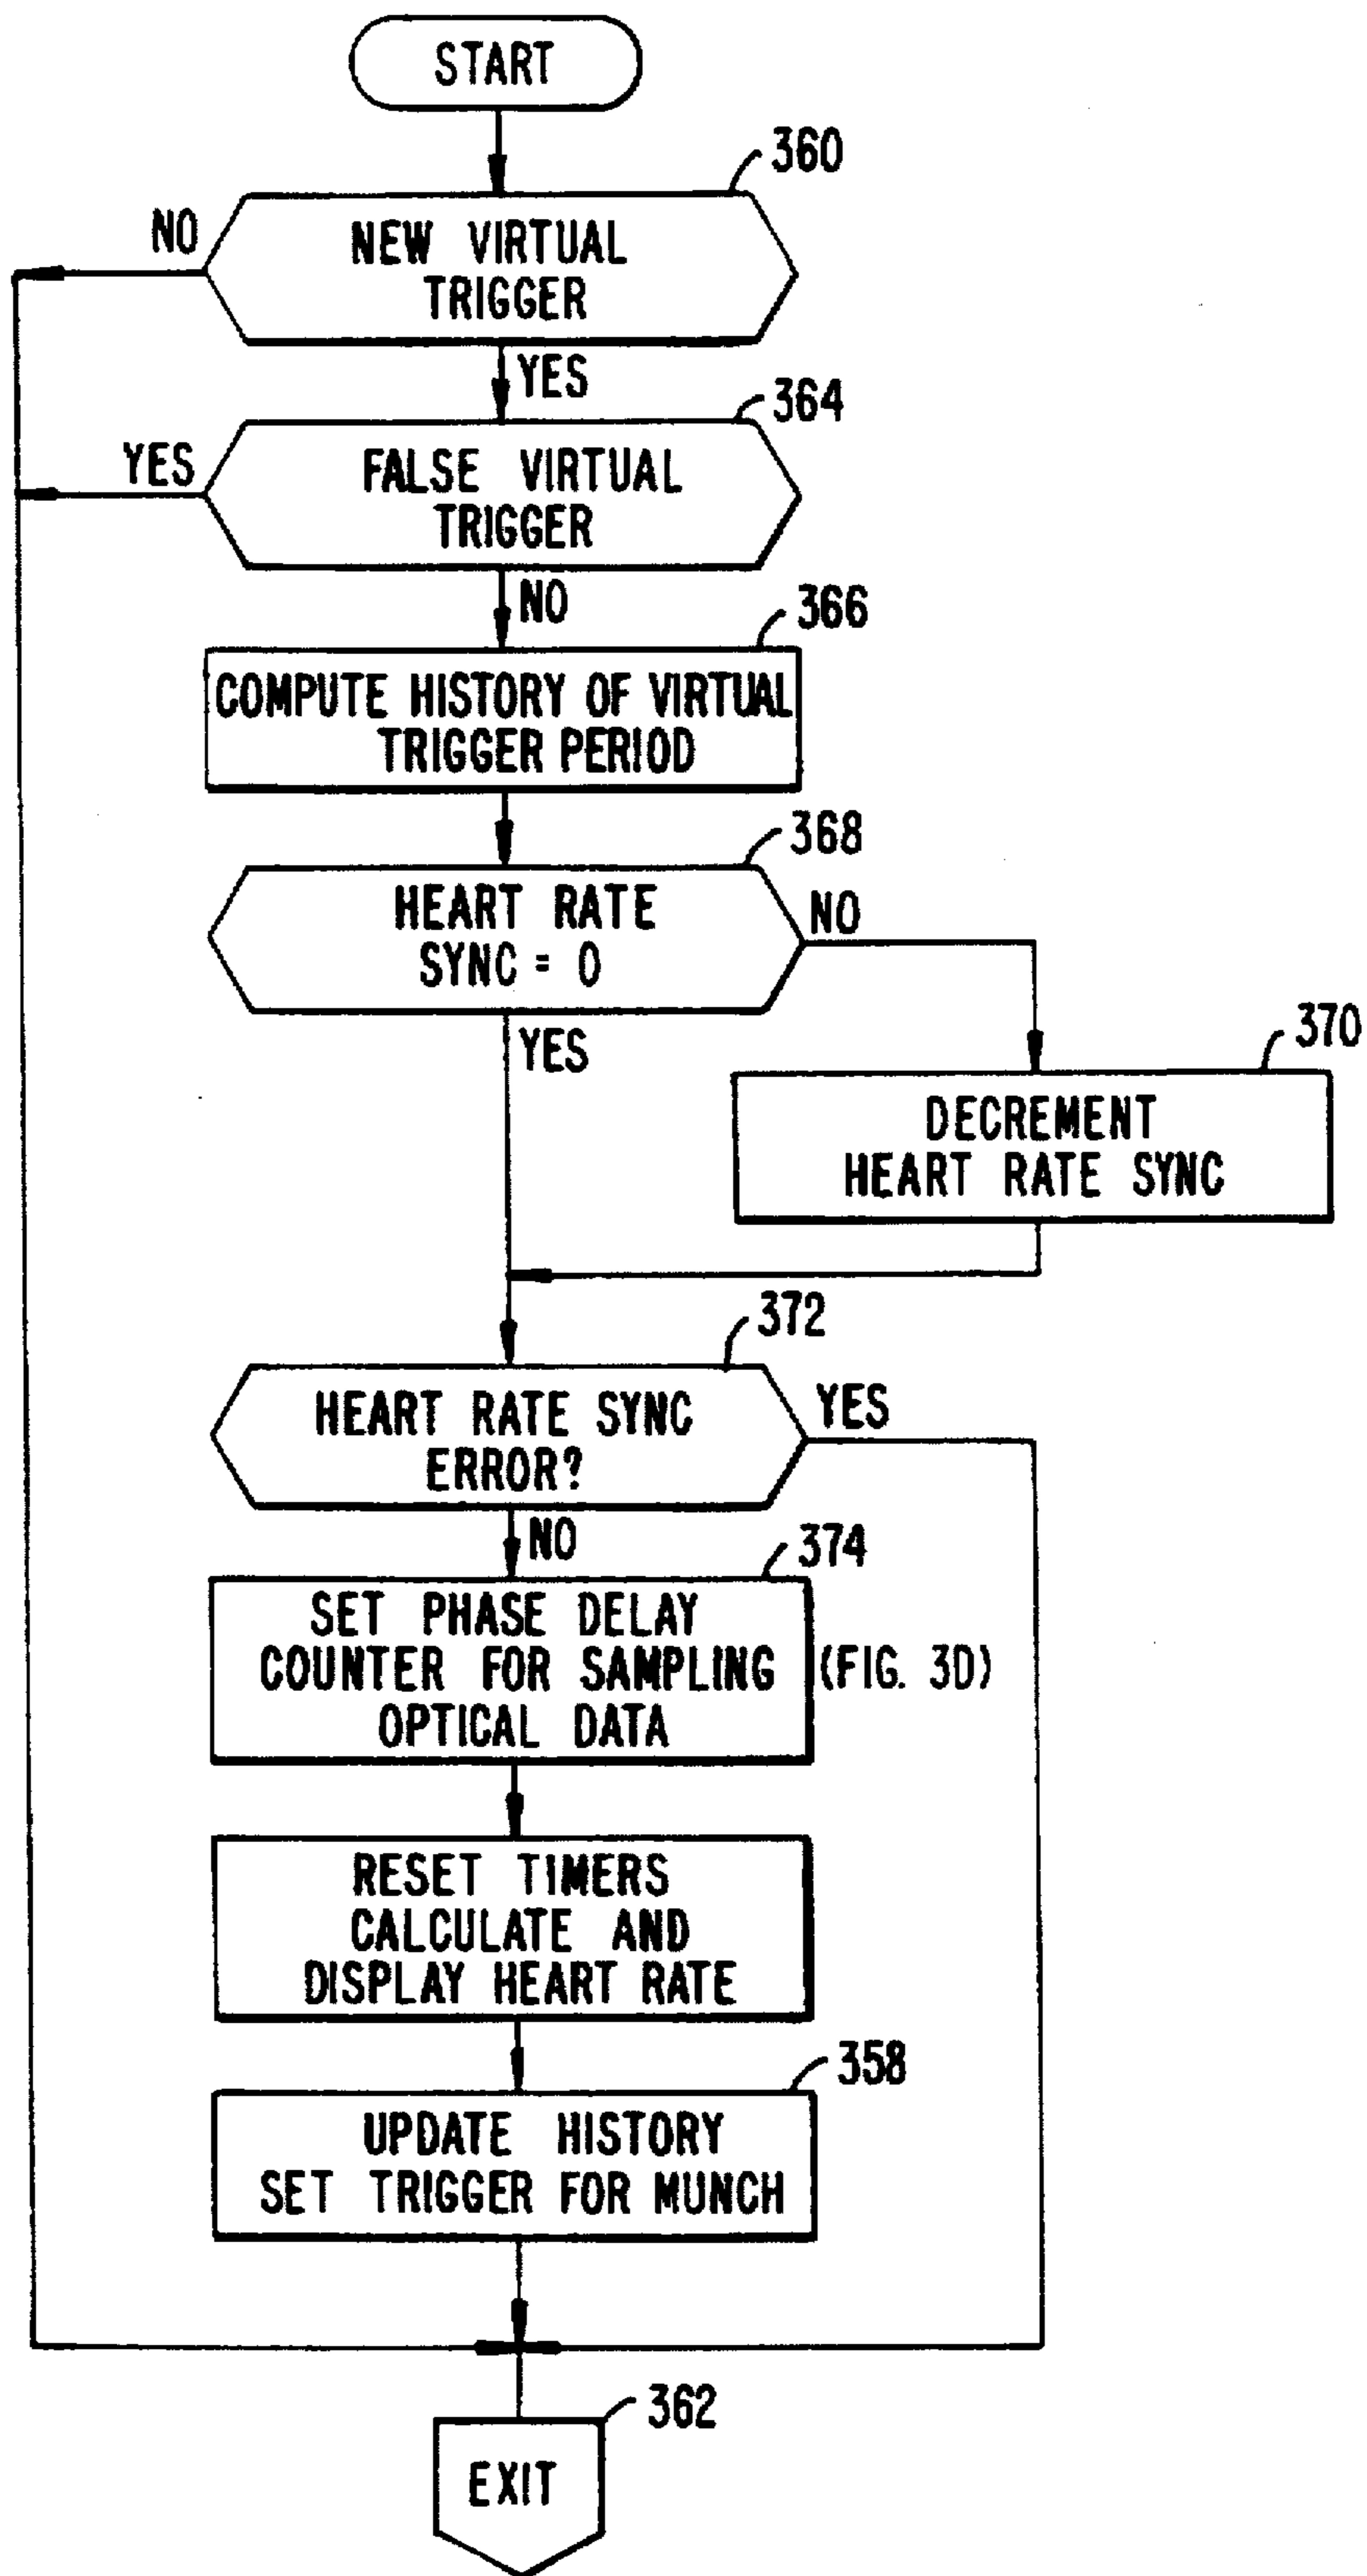 START
360
NO
NEW VIRTUAL
TRIGGER
YES
364
YES
FALSE VIRTUAL
TRIGGER
NO
366
COMPUTE HISTORY OF VIRTUAL
TRIGGER PERIOD
368
HEART RATE
SYNC = 0
NO
YES
370
DECREMENT
HEART RATE SYNC
372
HEART RATE SYNC
ERROR?
YES
NO
374
SET PHASE DELAY
COUNTER FOR SAMPLING (FIG. 3D)
OPTICAL DATA
RESET TIMERS
CALCULATE AND
DISPLAY HEART RATE
358
UPDATE HISTORY
SET TRIGGER FOR MUNCH
362
EXIT